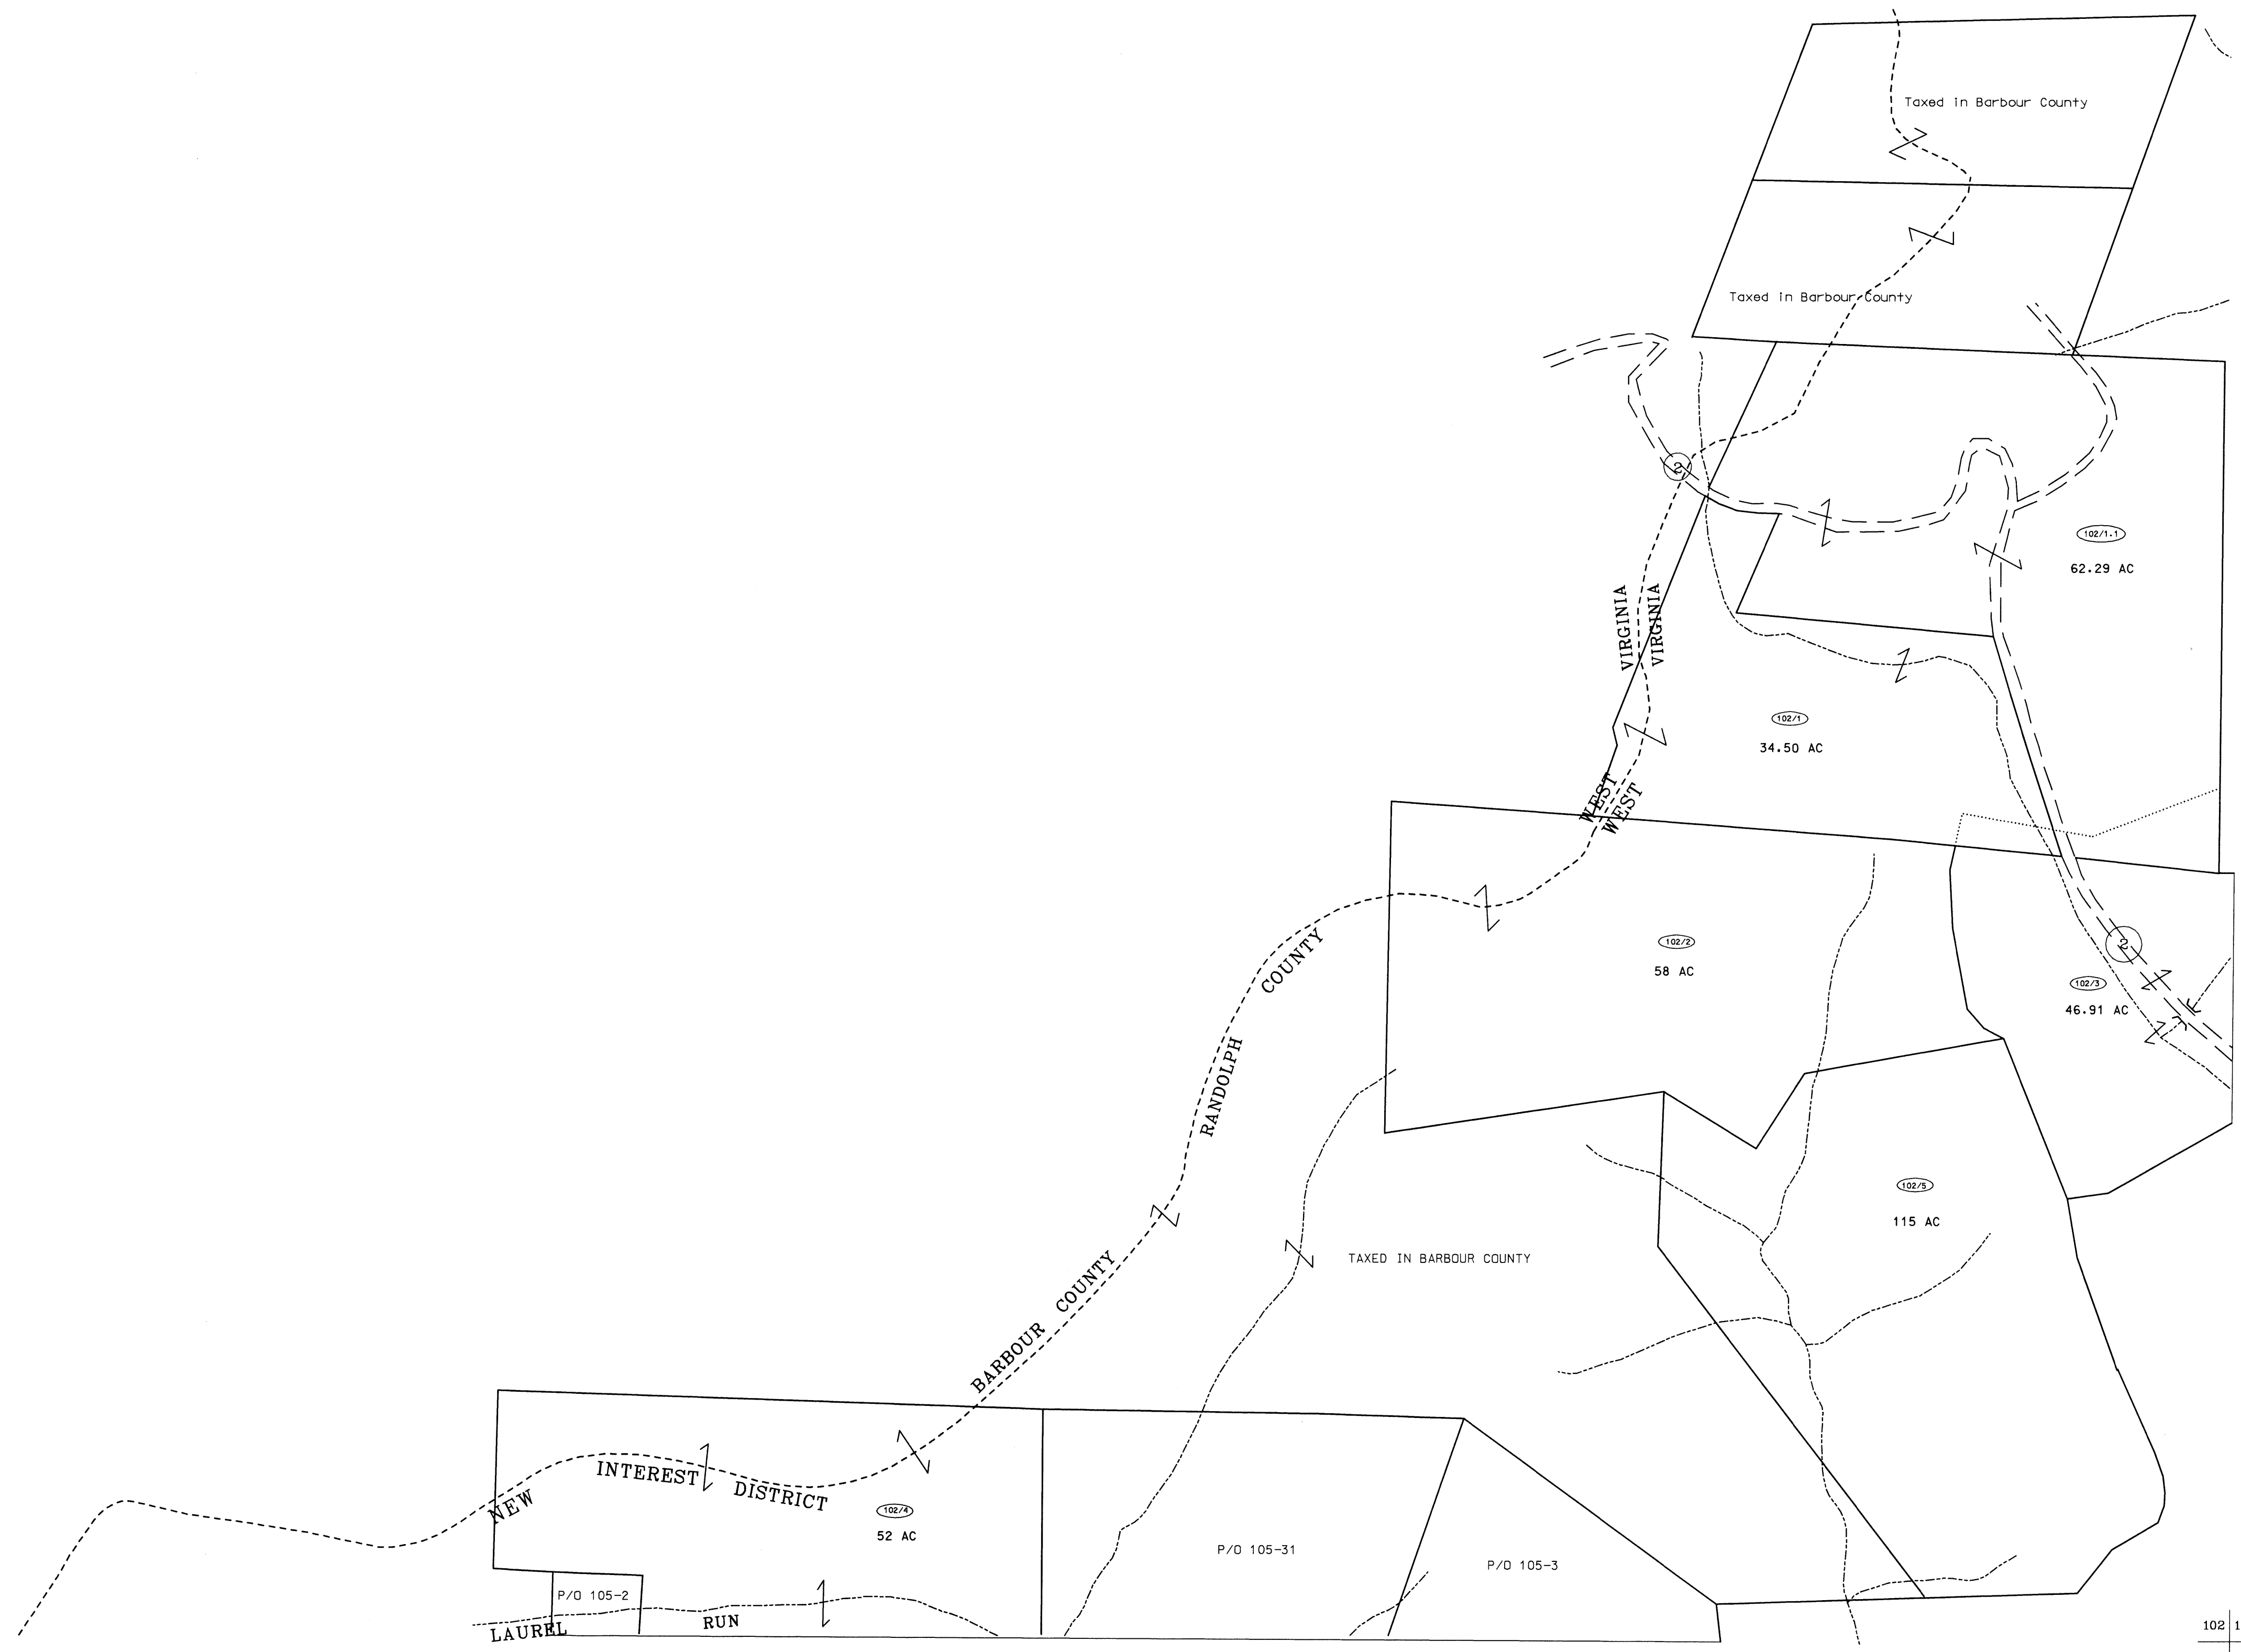 Taxed in Barbour County
Taxed in Barbour County
2
102/1.1
62.29 AC
WEST VIRGINIA
WEST VIRGINIA
102/1
34.50 AC
102/2
58 AC
2
102/3
46.91 AC
RANDOLPH COUNTY
BARBOUR COUNTY
102/5
115 AC
TAXED IN BARBOUR COUNTY
NEW INTEREST DISTRICT
102/4
52 AC
P/O 105-31
P/O 105-3
P/O 105-2
LAUREL RUN
102 1